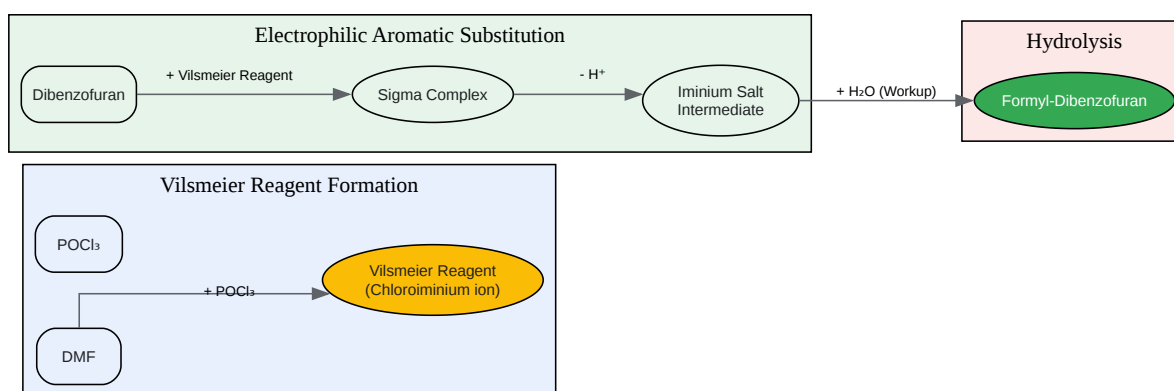 Electrophilic Aromatic Substitution
Dibenzofuran
+ Vilsmeier Reagent
Sigma Complex
- H⁺
Iminium Salt
Intermediate
+ H₂O (Workup)
Hydrolysis
Formyl-Dibenzofuran
Vilsmeier Reagent Formation
POCl₃
DMF
+ POCl₃
Vilsmeier Reagent
(Chloroiminium ion)